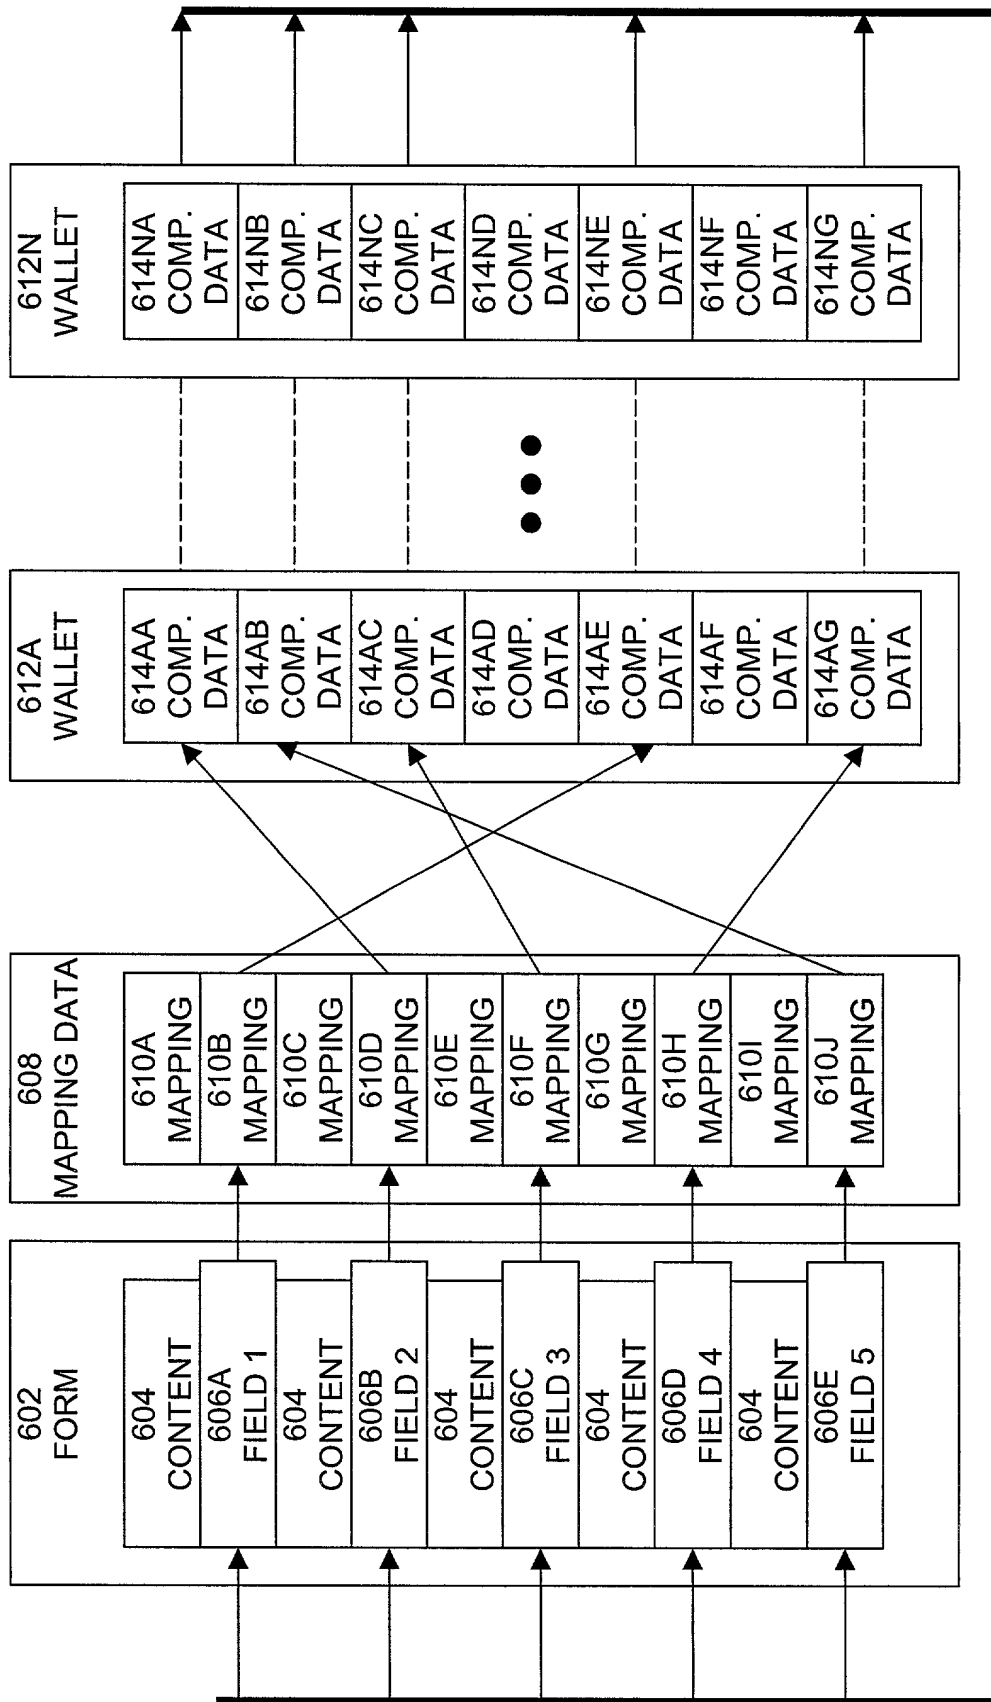 602
FORM
604
CONTENT
606A
FIELD 1
604
CONTENT
606B
FIELD 2
604
CONTENT
606C
FIELD 3
604
CONTENT
606D
FIELD 4
604
CONTENT
606E
FIELD 5
608
MAPPING DATA
610A
MAPPING
610B
MAPPING
610C
MAPPING
610D
MAPPING
610E
MAPPING
610F
MAPPING
610G
MAPPING
610H
MAPPING
610I
MAPPING
610J
MAPPING
612A
WALLET
614AA
COMP.
DATA
614AB
COMP.
DATA
614AC
COMP.
DATA
614AD
COMP.
DATA
614AE
COMP.
DATA
614AF
COMP.
DATA
614AG
COMP.
DATA
612N
WALLET
614NA
COMP.
DATA
614NB
COMP.
DATA
614NC
COMP.
DATA
614ND
COMP.
DATA
614NE
COMP.
DATA
614NF
COMP.
DATA
614NG
COMP.
DATA